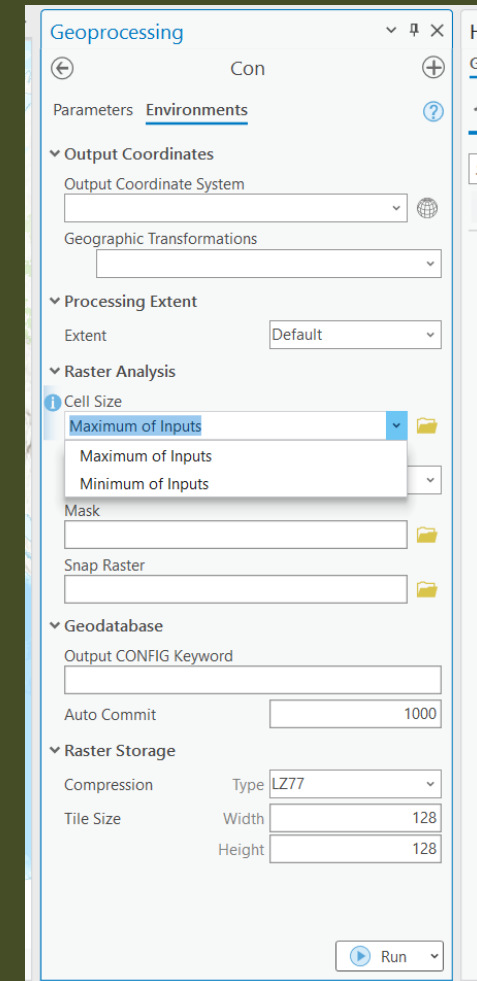 Geoprocessing
Con
Parameters Environments
Output Coordinates
Output Coordinate System
Geographic Transformations
Processing Extent
Extent Default
Raster Analysis
Cell Size
Maximum of Inputs
Maximum of Inputs
Minimum of Inputs
Mask
Snap Raster
Geodatabase
Output CONFIG Keyword
Auto Commit 1000
Raster Storage
Compression Type LZ77
Tile Size Width 128
Height 128
Run